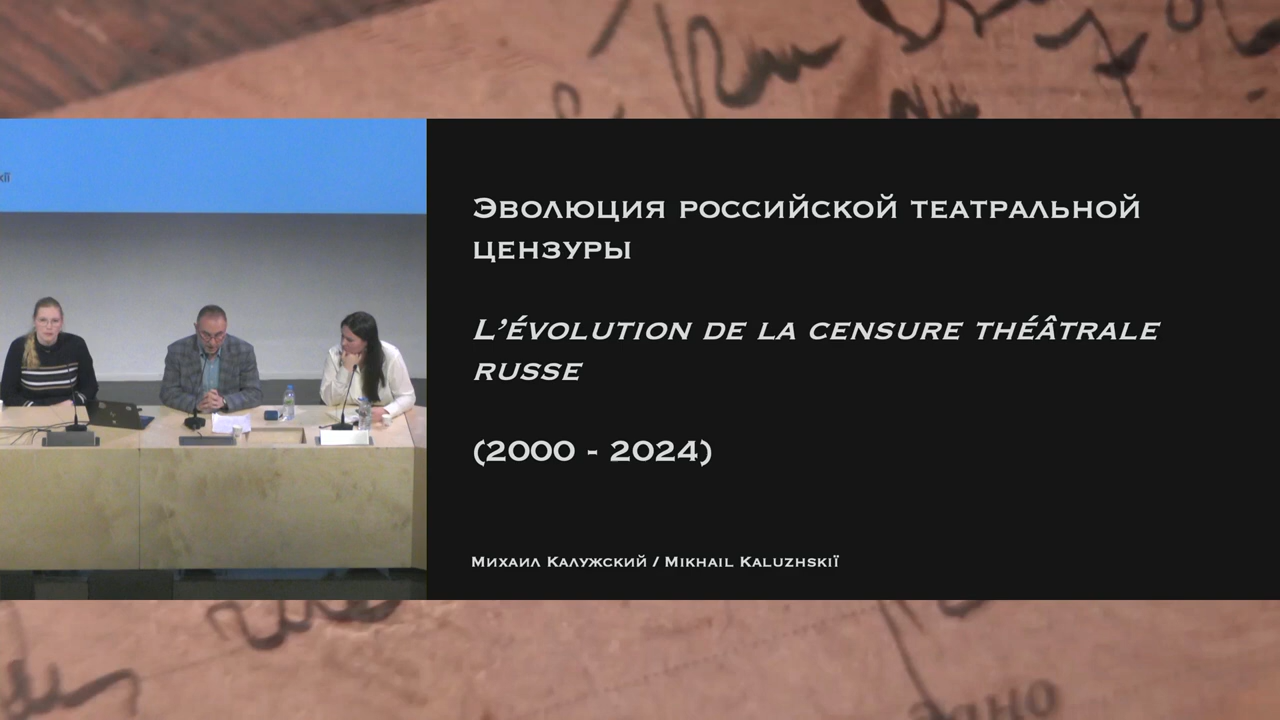 Эволюция российской театральной
цензуры
L'évolution de la censure théâtrale
russe
(2000 - 2024)
Михаил Калужский / Mikhail Kaluzhskiï